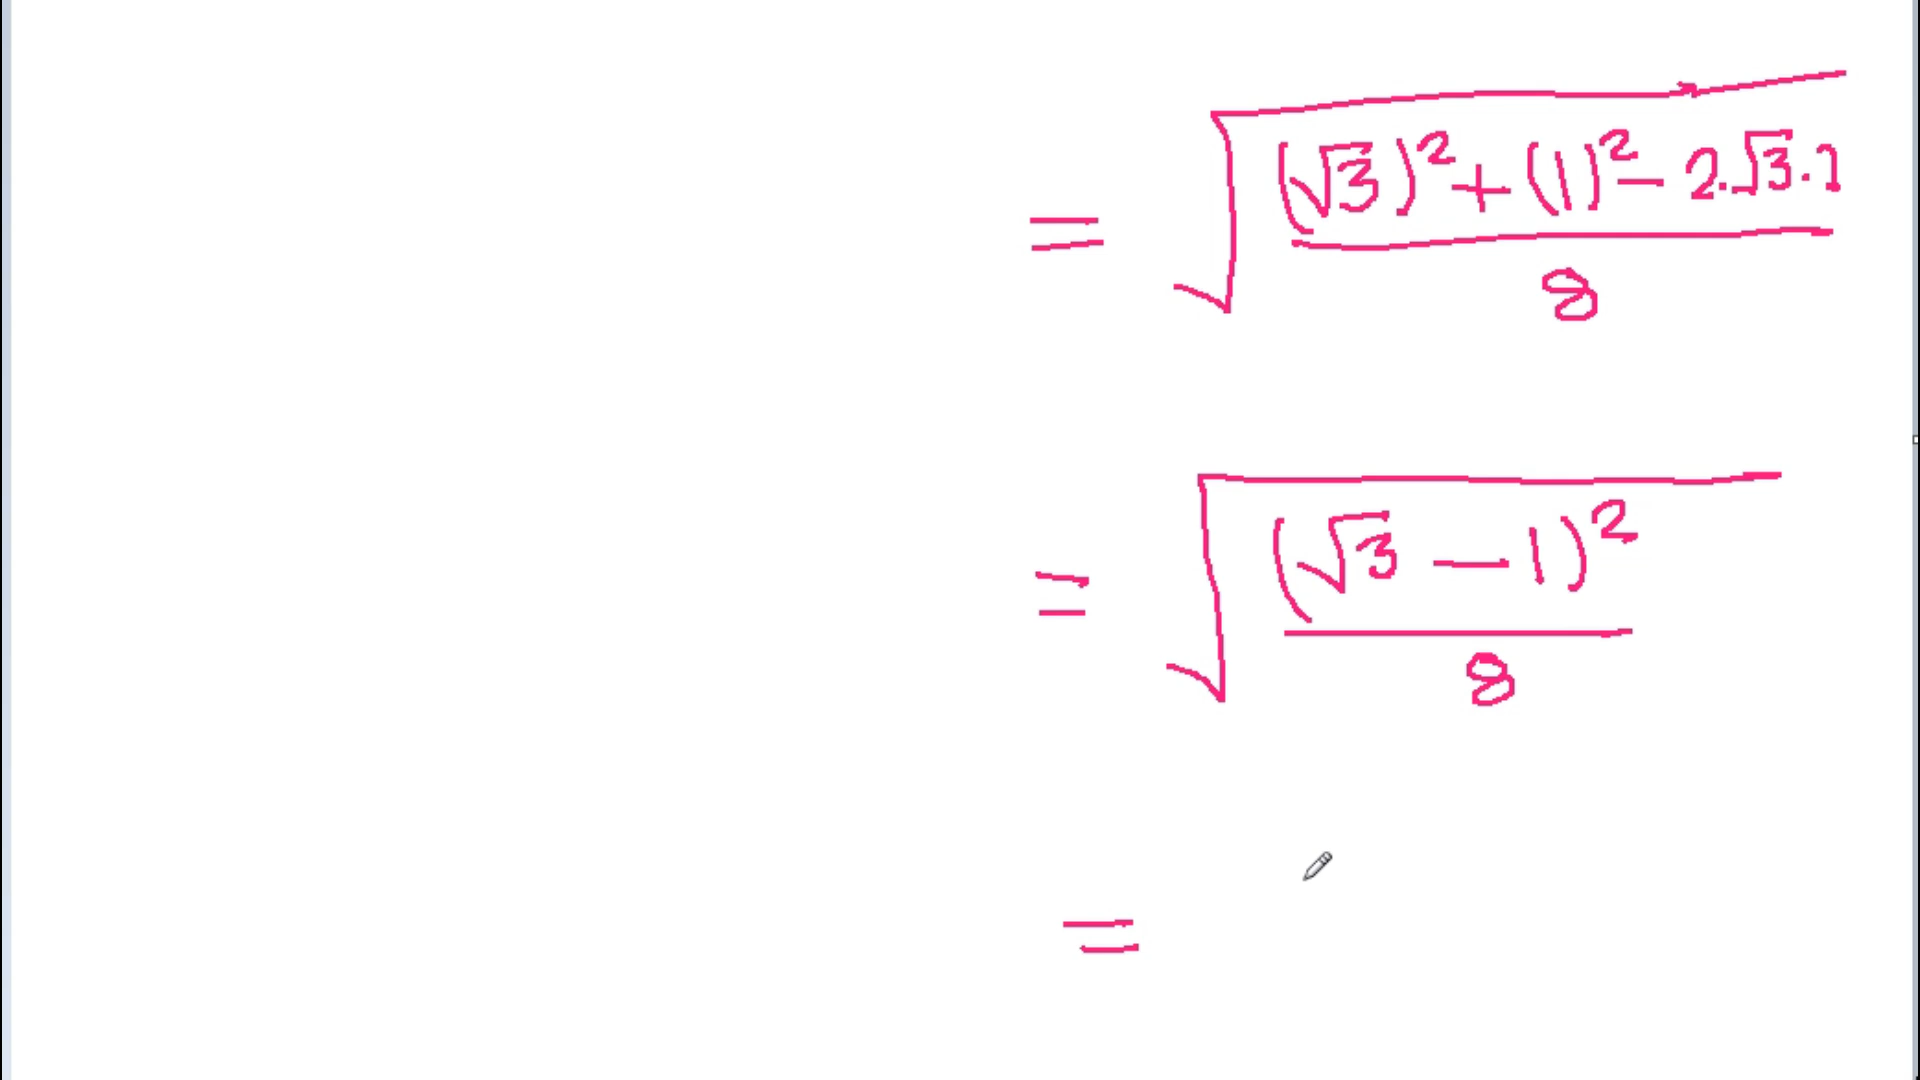 = √(((√3)² + (1)² - 2.√3.1)/8)
= √((√3 - 1)²/8)
=